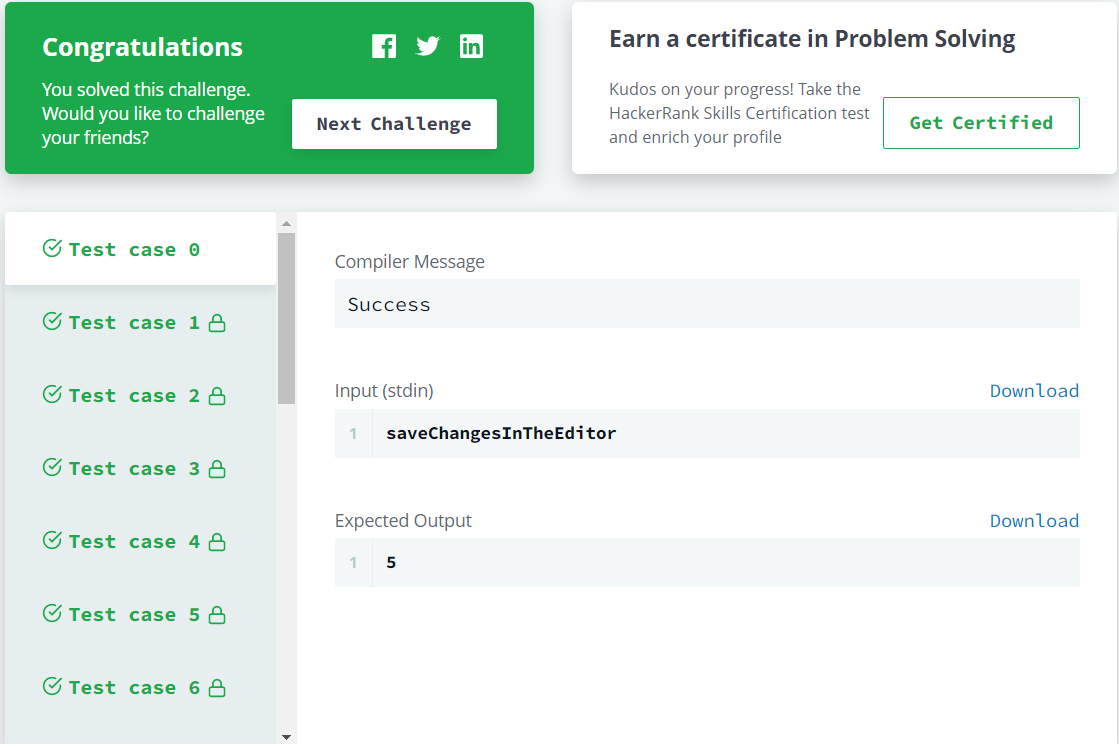 Congratulations
You solved this challenge.
Would you like to challenge
your friends?
Next Challenge
Earn a certificate in Problem Solving
Kudos on your progress! Take the
HackerRank Skills Certification test
and enrich your profile
Get Certified
Test case 0
Test case 1
Test case 2
Test case 3
Test case 4
Test case 5
Test case 6
Compiler Message
Success
Input (stdin)
Download
1 saveChangesInTheEditor
Expected Output
Download
1 5